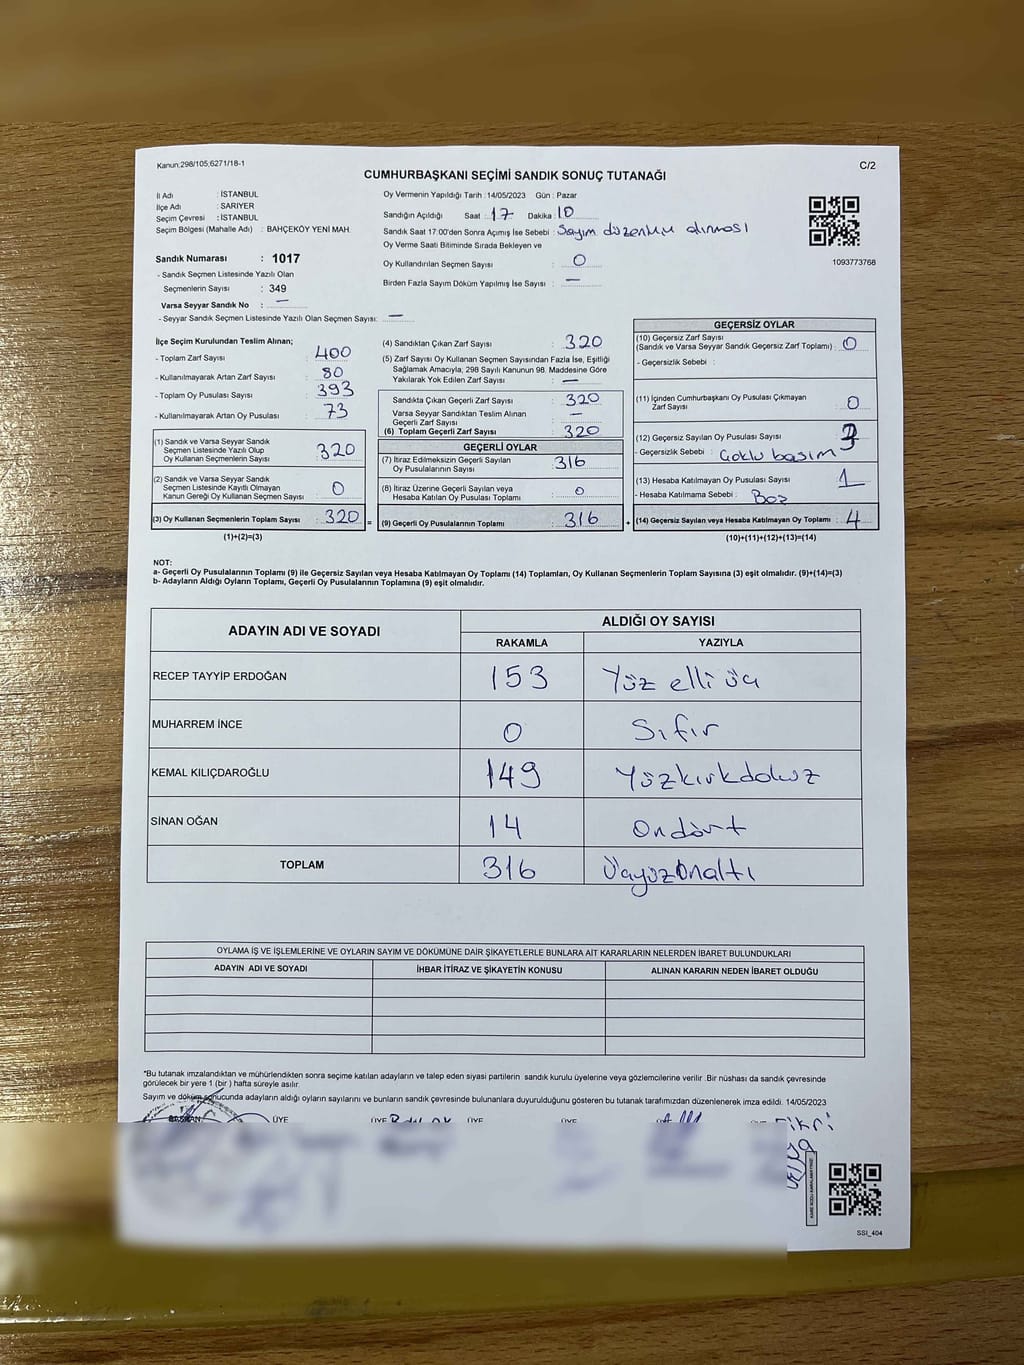 Kanun:298/105;6271/18-1
C/2
CUMHURBAŞKANI SEÇİMİ SANDIK SONUÇ TUTANAĞI
İl Adı : İSTANBUL
İlçe Adı : SARIYER
Seçim Çevresi : İSTANBUL
Seçim Bölgesi (Mahalle Adı) : BAHÇEKÖY YENİ MAH.
Sandık Numarası : 1017
- Sandık Seçmen Listesinde Yazılı Olan
Seçmenlerin Sayısı : 349
Varsa Seyyar Sandık No : —
- Seyyar Sandık Seçmen Listesinde Yazılı Olan Seçmen Sayısı: —
Oy Vermenin Yapıldığı Tarih : 14/05/2023 Gün : Pazar
Sandığın Açıldığı Saat : 17 Dakika : 10
Sandık Saat 17:00'den Sonra Açımış İse Sebebi : Sayım düzeninin alınması
Oy Verme Saati Bitiminde Sırada Bekleyen ve
Oy Kullandırılan Seçmen Sayısı : 0
Birden Fazla Sayım Döküm Yapılmış İse Sayısı : —
1093773768
İlçe Seçim Kurulundan Teslim Alınan;
- Toplam Zarf Sayısı : 400
- Kullanılmayarak Artan Zarf Sayısı : 80
- Toplam Oy Pusulası Sayısı : 393
- Kullanılmayarak Artan Oy Pusulası : 73
(1) Sandık ve Varsa Seyyar Sandık
Seçmen Listesinde Yazılı Olup
Oy Kullanan Seçmenlerin Sayısı : 320
(2) Sandık ve Varsa Seyyar Sandık
Seçmen Listesinde Kayıtlı Olmayan
Kanun Gereği Oy Kullanan Seçmen Sayısı : 0
(3) Oy Kullanan Seçmenlerin Toplam Sayısı : 320 =
(1)+(2)=(3)
(4) Sandıktan Çıkan Zarf Sayısı : 320
(5) Zarf Sayısı Oy Kullanan Seçmen Sayısından Fazla İse, Eşitliği
Sağlamak Amacıyla, 298 Sayılı Kanunun 98. Maddesine Göre
Yakılarak Yok Edilen Zarf Sayısı : —
Sandıkta Çıkan Geçerli Zarf Sayısı : 320
Varsa Seyyar Sandıktan Teslim Alınan
Geçerli Zarf Sayısı : —
(6) Toplam Geçerli Zarf Sayısı : 320
GEÇERLİ OYLAR
(7) İtiraz Edilmeksizin Geçerli Sayılan
Oy Pusulalarının Sayısı : 316
(8) İtiraz Üzerine Geçerli Sayılan veya
Hesaba Katılan Oy Pusulaları Toplamı : 0
(9) Geçerli Oy Pusulalarının Toplamı : 316 +
GEÇERSİZ OYLAR
(10) Geçersiz Zarf Sayısı
(Sandık ve Varsa Seyyar Sandık Geçersiz Zarf Toplamı) : 0
- Geçersizlik Sebebi :
(11) İçinden Cumhurbaşkanı Oy Pusulası Çıkmayan
Zarf Sayısı : 0
(12) Geçersiz Sayılan Oy Pusulası Sayısı : 3
- Geçersizlik Sebebi : Çoklu basım
(13) Hesaba Katılmayan Oy Pusulası Sayısı : 1
- Hesaba Katılmama Sebebi : Boş
(14) Geçersiz Sayılan veya Hesaba Katılmayan Oy Toplamı : 4
(10)+(11)+(12)+(13)=(14)
NOT:
a- Geçerli Oy Pusulalarının Toplamı (9) ile Geçersiz Sayılan veya Hesaba Katılmayan Oy Toplamı (14) Toplamları, Oy Kullanan Seçmenlerin Toplam Sayısına (3) eşit olmalıdır. (9)+(14)=(3)
b- Adayların Aldığı Oyların Toplamı, Geçerli Oy Pusulalarının Toplamına (9) eşit olmalıdır.
ADAYIN ADI VE SOYADI
ALDIĞI OY SAYISI
RAKAMLA YAZIYLA
RECEP TAYYİP ERDOĞAN 153 Yüz elli üç
MUHARREM İNCE 0 Sıfır
KEMAL KILIÇDAROĞLU 149 Yüzkırkdokuz
SİNAN OĞAN 14 Ondört
TOPLAM 316 Üçyüzonaltı
OYLAMA İŞ VE İŞLEMLERİNE VE OYLARIN SAYIM VE DÖKÜMÜNE DAİR ŞİKAYETLERLE BUNLARA AİT KARARLARIN NELERDEN İBARET BULUNDUKLARI
ADAYIN ADI VE SOYADI İHBAR İTİRAZ VE ŞİKAYETİN KONUSU ALINAN KARARIN NEDEN İBARET OLDUĞU
*Bu tutanak imzalandıktan ve mühürlendikten sonra seçime katılan adayların ve talep eden siyasi partilerin sandık kurulu üyelerine veya gözlemcilerine verilir. Bir nüshası da sandık çevresinde
görülecek bir yere 1 (bir ) hafta süreyle asılır.
Sayım ve döküm sonucunda adayların aldığı oyların sayılarını ve bunların sandık çevresinde bulunanlara duyurulduğunu gösteren bu tutanak tarafımızdan düzenlenerek imza edildi. 14/05/2023
BAŞKAN ÜYE ÜYE ÜYE ÜYE Fikri
SSI_404